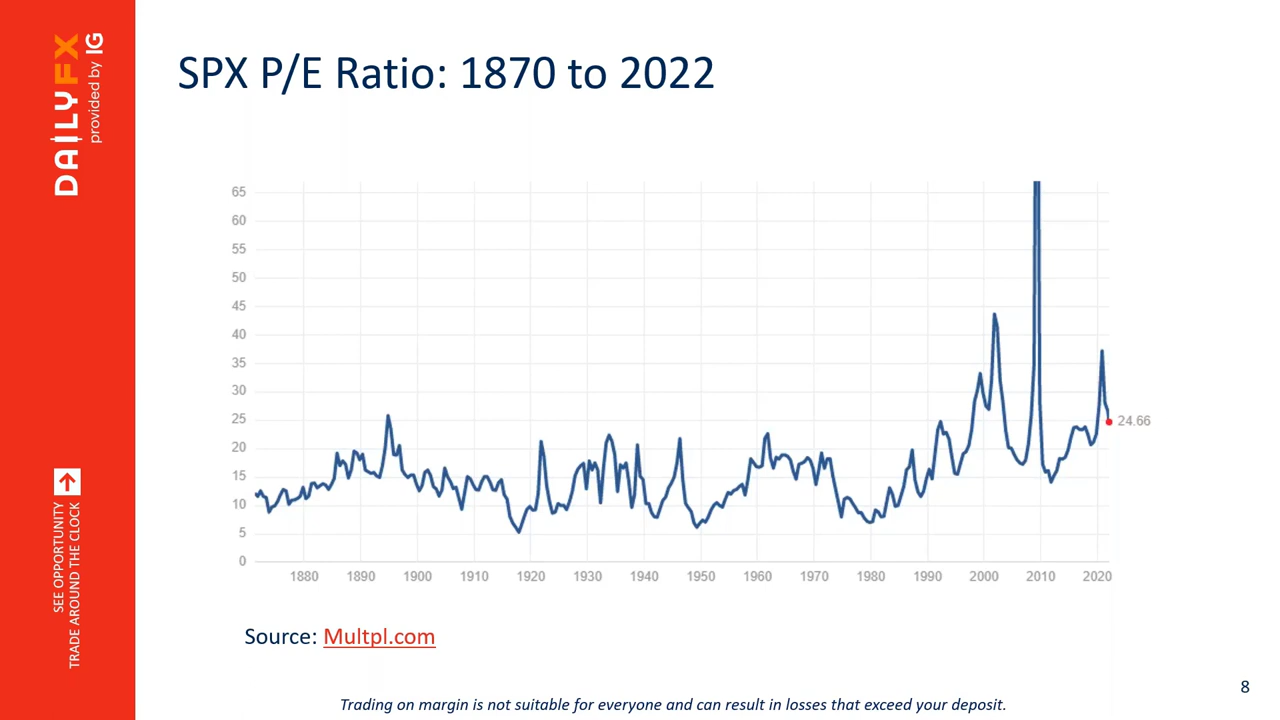 DAILYFX
provided by IG
SEE OPPORTUNITY
TRADE AROUND THE CLOCK
SPX P/E Ratio: 1870 to 2022
65
60
55
50
45
40
35
30
25
20
15
10
5
0
24.66
1880 1890 1900 1910 1920 1930 1940 1950 1960 1970 1980 1990 2000 2010 2020
Source: Multpl.com
8
Trading on margin is not suitable for everyone and can result in losses that exceed your deposit.